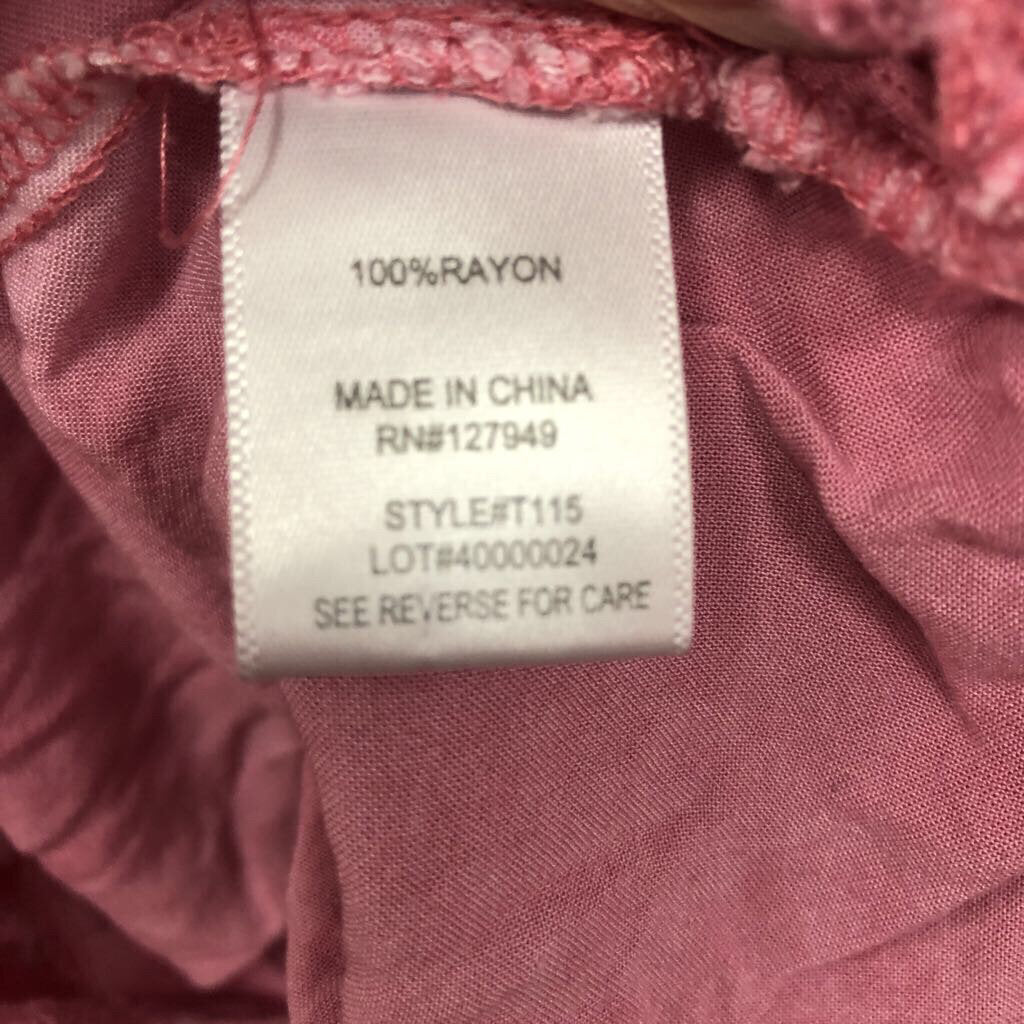 100%RAYON
MADE IN CHINA
RN#127949
STYLE#T115
LOT#40000024
SEE REVERSE FOR CARE